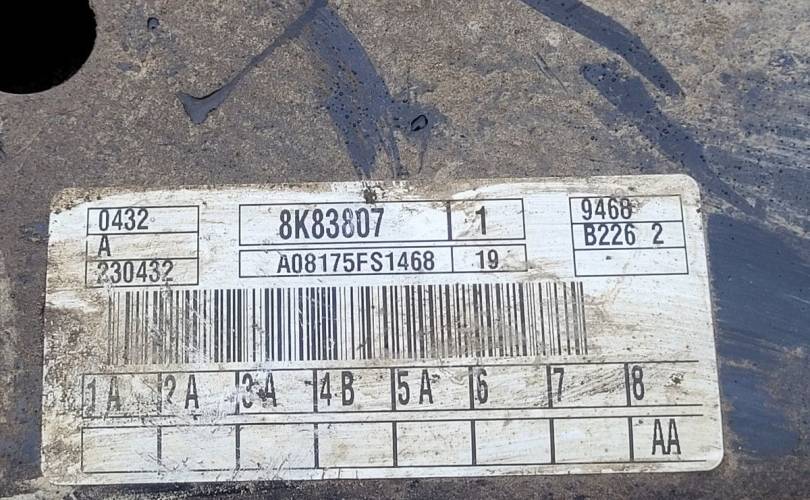 0432 8K83807 1 9468
A B226 2
230432 A08175FS1468 19
1 A 2 A 3 A 4 B 5 A 6 7 8
AA